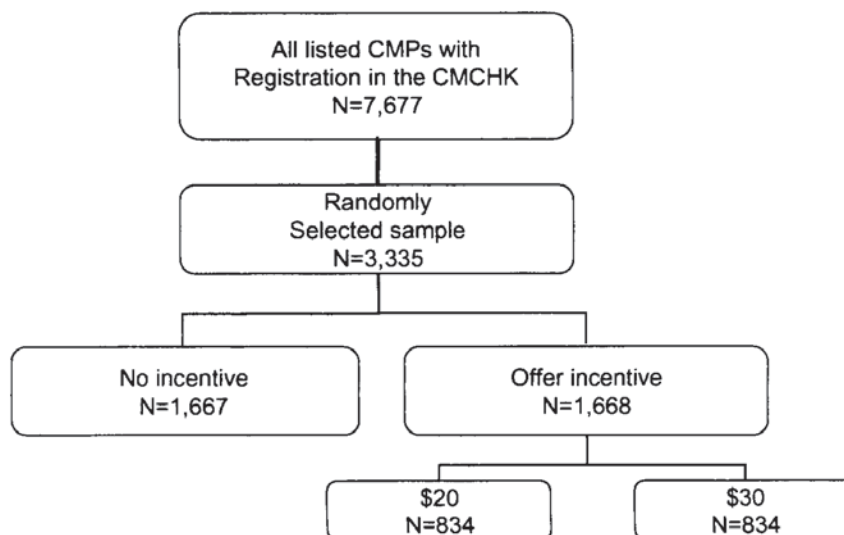 All listed CMPs with
Registration in the CMCHK
N=7,677
Randomly
Selected sample
N=3,335
No incentive
N=1,667
Offer incentive
N=1,668
$20
N=834
$30
N=834